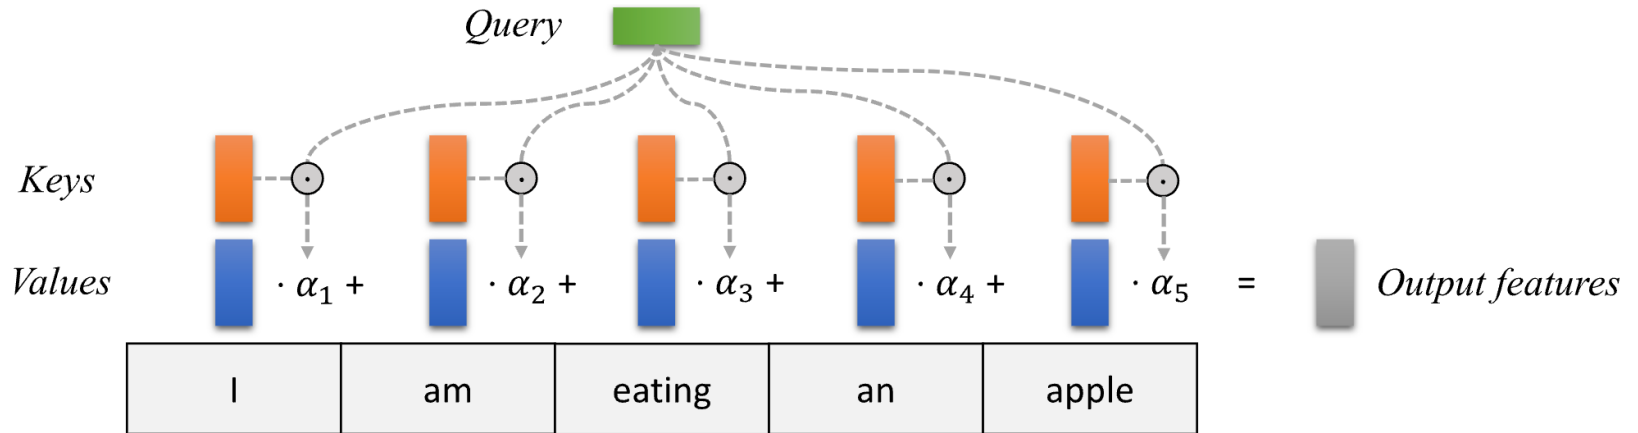 Query
Keys
Values · α₁ + · α₂ + · α₃ + · α₄ + · α₅ = Output features
I am eating an apple